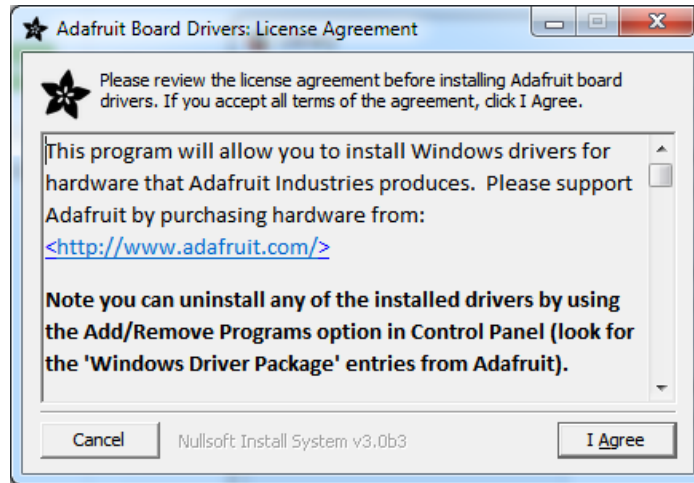 Adafruit Board Drivers: License Agreement
Please review the license agreement before installing Adafruit board
drivers. If you accept all terms of the agreement, click I Agree.
This program will allow you to install Windows drivers for
hardware that Adafruit Industries produces.  Please support
Adafruit by purchasing hardware from:
<http://www.adafruit.com/>
Note you can uninstall any of the installed drivers by using
the Add/Remove Programs option in Control Panel (look for
the 'Windows Driver Package' entries from Adafruit).
Cancel
Nullsoft Install System v3.0b3
I Agree